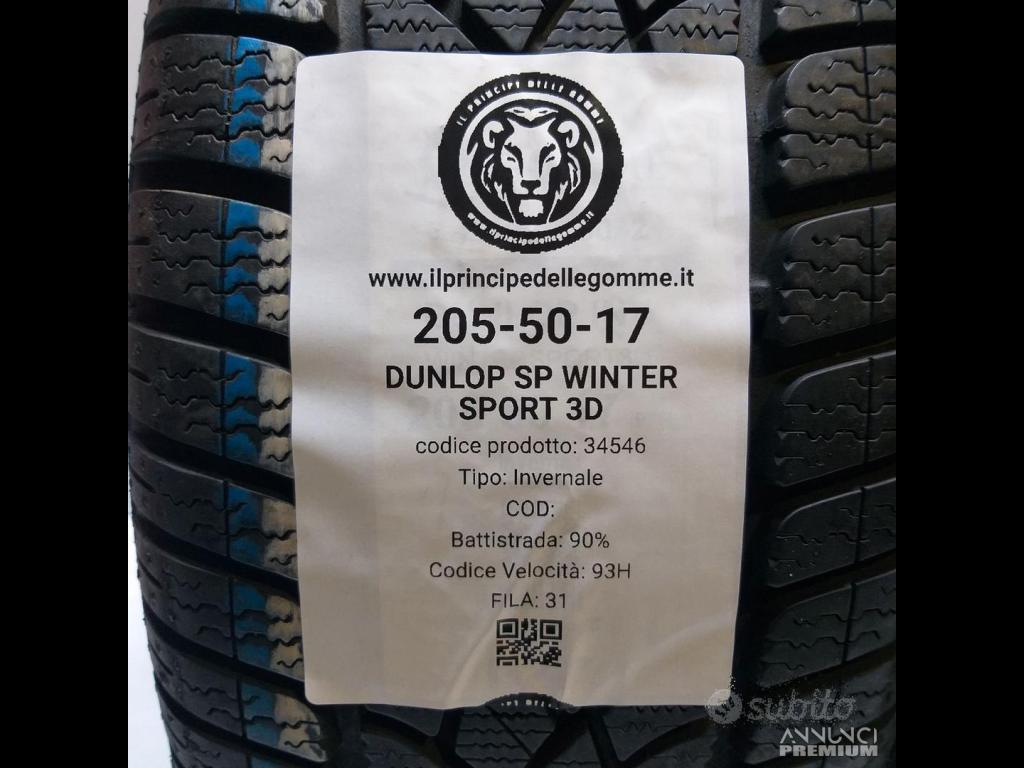 IL PRINCIPE DELLE GOMME
www.ilprincipedellegomme.it
www.ilprincipedellegomme.it
205-50-17
DUNLOP SP WINTER
SPORT 3D
codice prodotto: 34546
Tipo: Invernale
COD:
Battistrada: 90%
Codice Velocità: 93H
FILA: 31
subito
ANNUNCI
PREMIUM